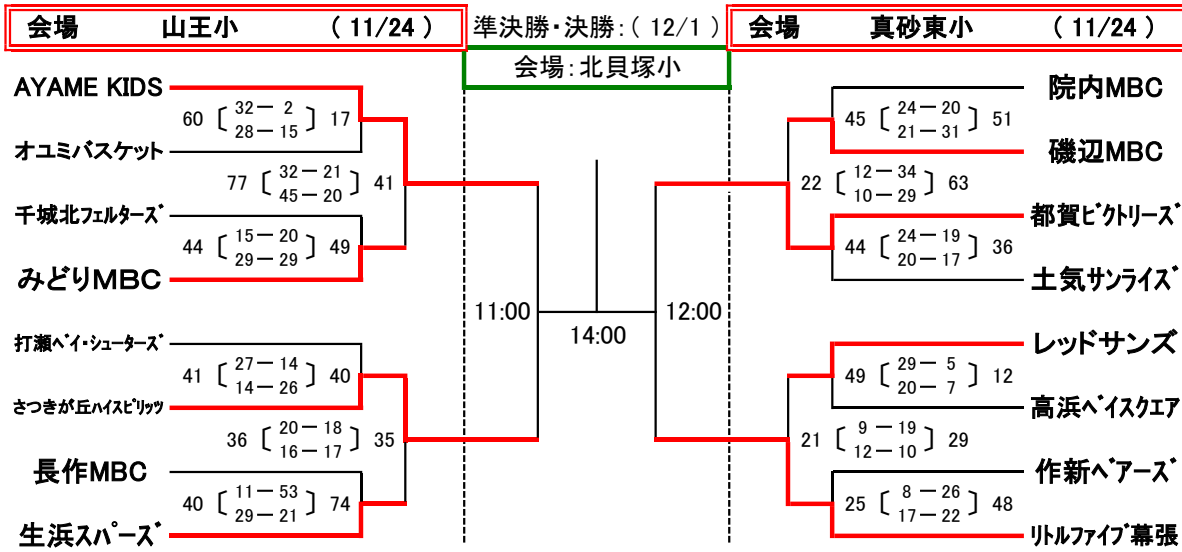 会場 山王小 ( 11/24 )
準決勝・決勝：( 12/1 )
会場：北貝塚小
会場 真砂東小 ( 11/24 )
AYAME KIDS
60 〔 32 － 2 〕 17
28 － 15
オユミバスケット
77 〔 32 － 21 〕 41
45 － 20
千城北フェルターズ
44 〔 15 － 20 〕 49
29 － 29
みどりMBC
打瀬ベイ・シューターズ
41 〔 27 － 14 〕 40
14 － 26
さつきが丘ハイスピリッツ
36 〔 20 － 18 〕 35
16 － 17
長作MBC
40 〔 11 － 53 〕 74
29 － 21
生浜スパーズ
11:00
14:00
12:00
院内MBC
45 〔 24 － 20 〕 51
21 － 31
磯辺MBC
22 〔 12 － 34 〕 63
10 － 29
都賀ビクトリーズ
44 〔 24 － 19 〕 36
20 － 17
土気サンライズ
レッドサンズ
49 〔 29 － 5 〕 12
20 － 7
高浜ベイスクエア
21 〔 9 － 19 〕 29
12 － 10
作新ベアーズ
25 〔 8 － 26 〕 48
17 － 22
リトルファイブ幕張